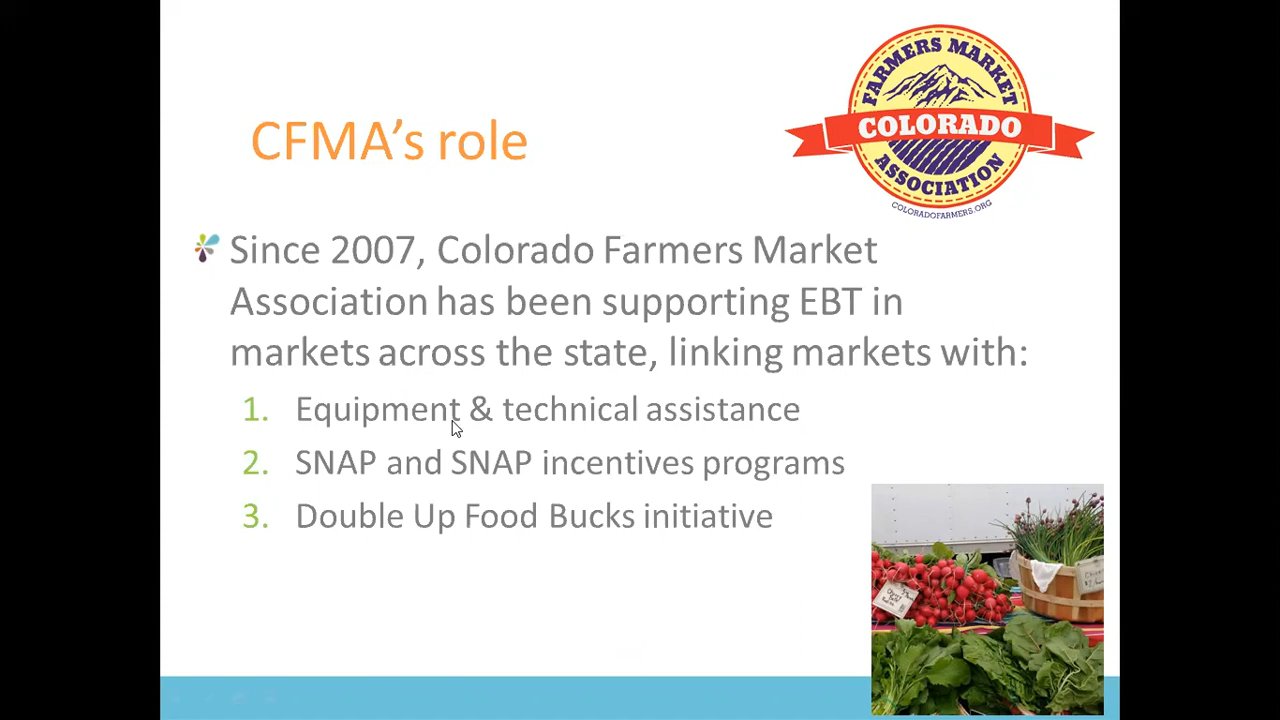 FARMERS MARKET
COLORADO
ASSOCIATION
COLORADOFARMERS.ORG
CFMA's role
Since 2007, Colorado Farmers Market
Association has been supporting EBT in
markets across the state, linking markets with:
1. Equipment & technical assistance
2. SNAP and SNAP incentives programs
3. Double Up Food Bucks initiative